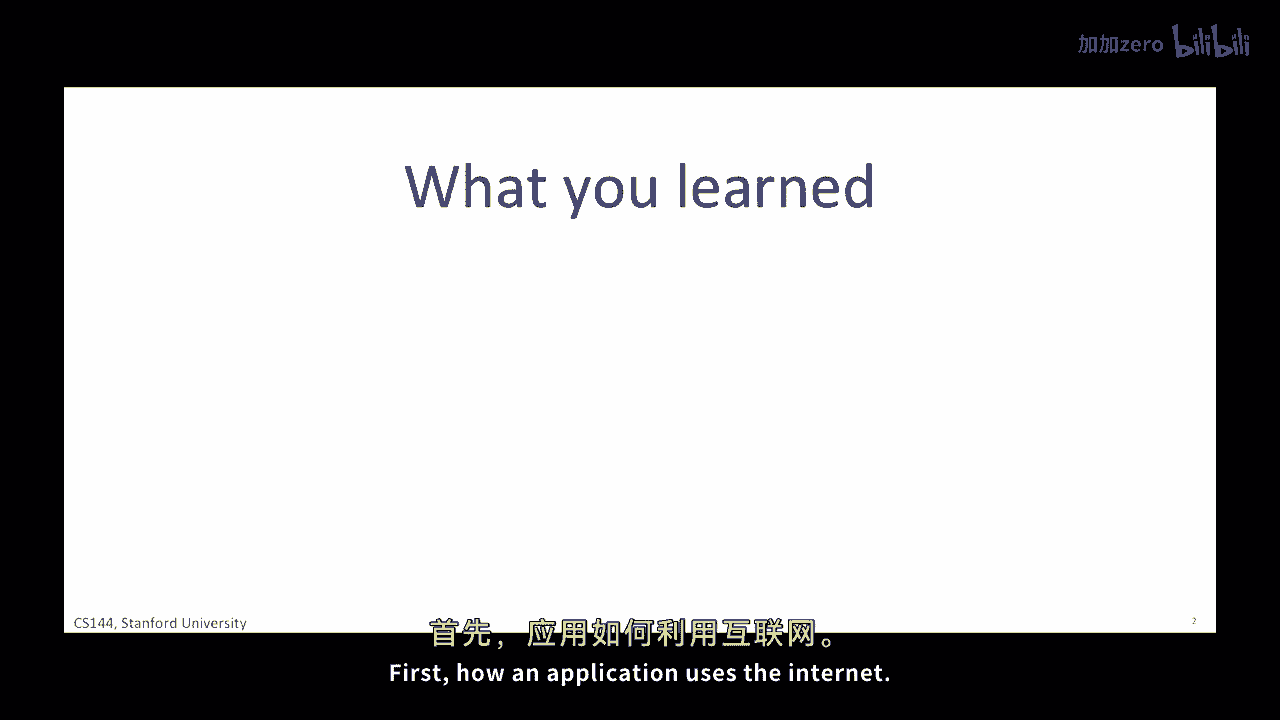 加加zero bilibili
What you learned
CS144, Stanford University
2
首先，应用如何利用互联网。
First, how an application uses the internet.